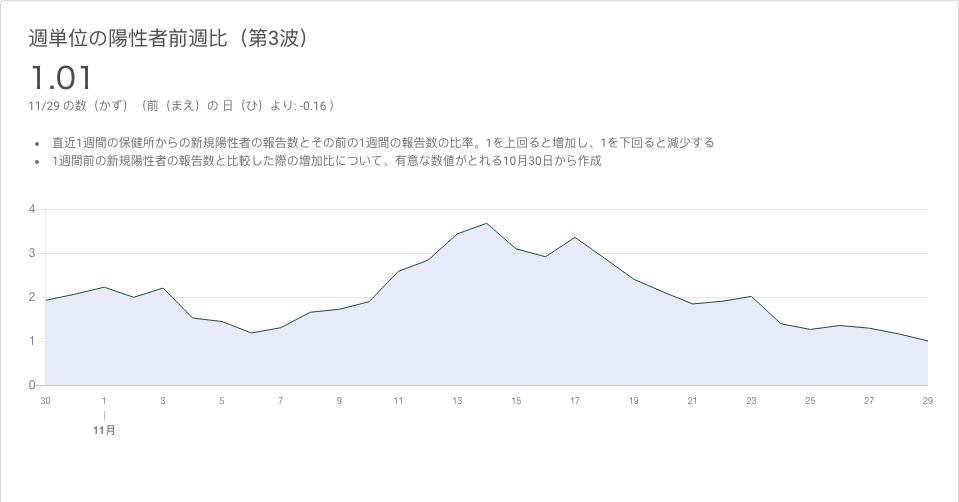 週単位の陽性者前週比（第3波）
1.01
11/29 の数（かず）（前（まえ）の 日（ひ）より: -0.16 ）
• 直近1週間の保健所からの新規陽性者の報告数とその前の1週間の報告数の比率。1を上回ると増加し、1を下回ると減少する
• 1週間前の新規陽性者の報告数と比較した際の増加比について、有意な数値がとれる10月30日から作成
4
3
2
1
0
30 1 3 5 7 9 11 13 15 17 19 21 23 25 27 29
11月